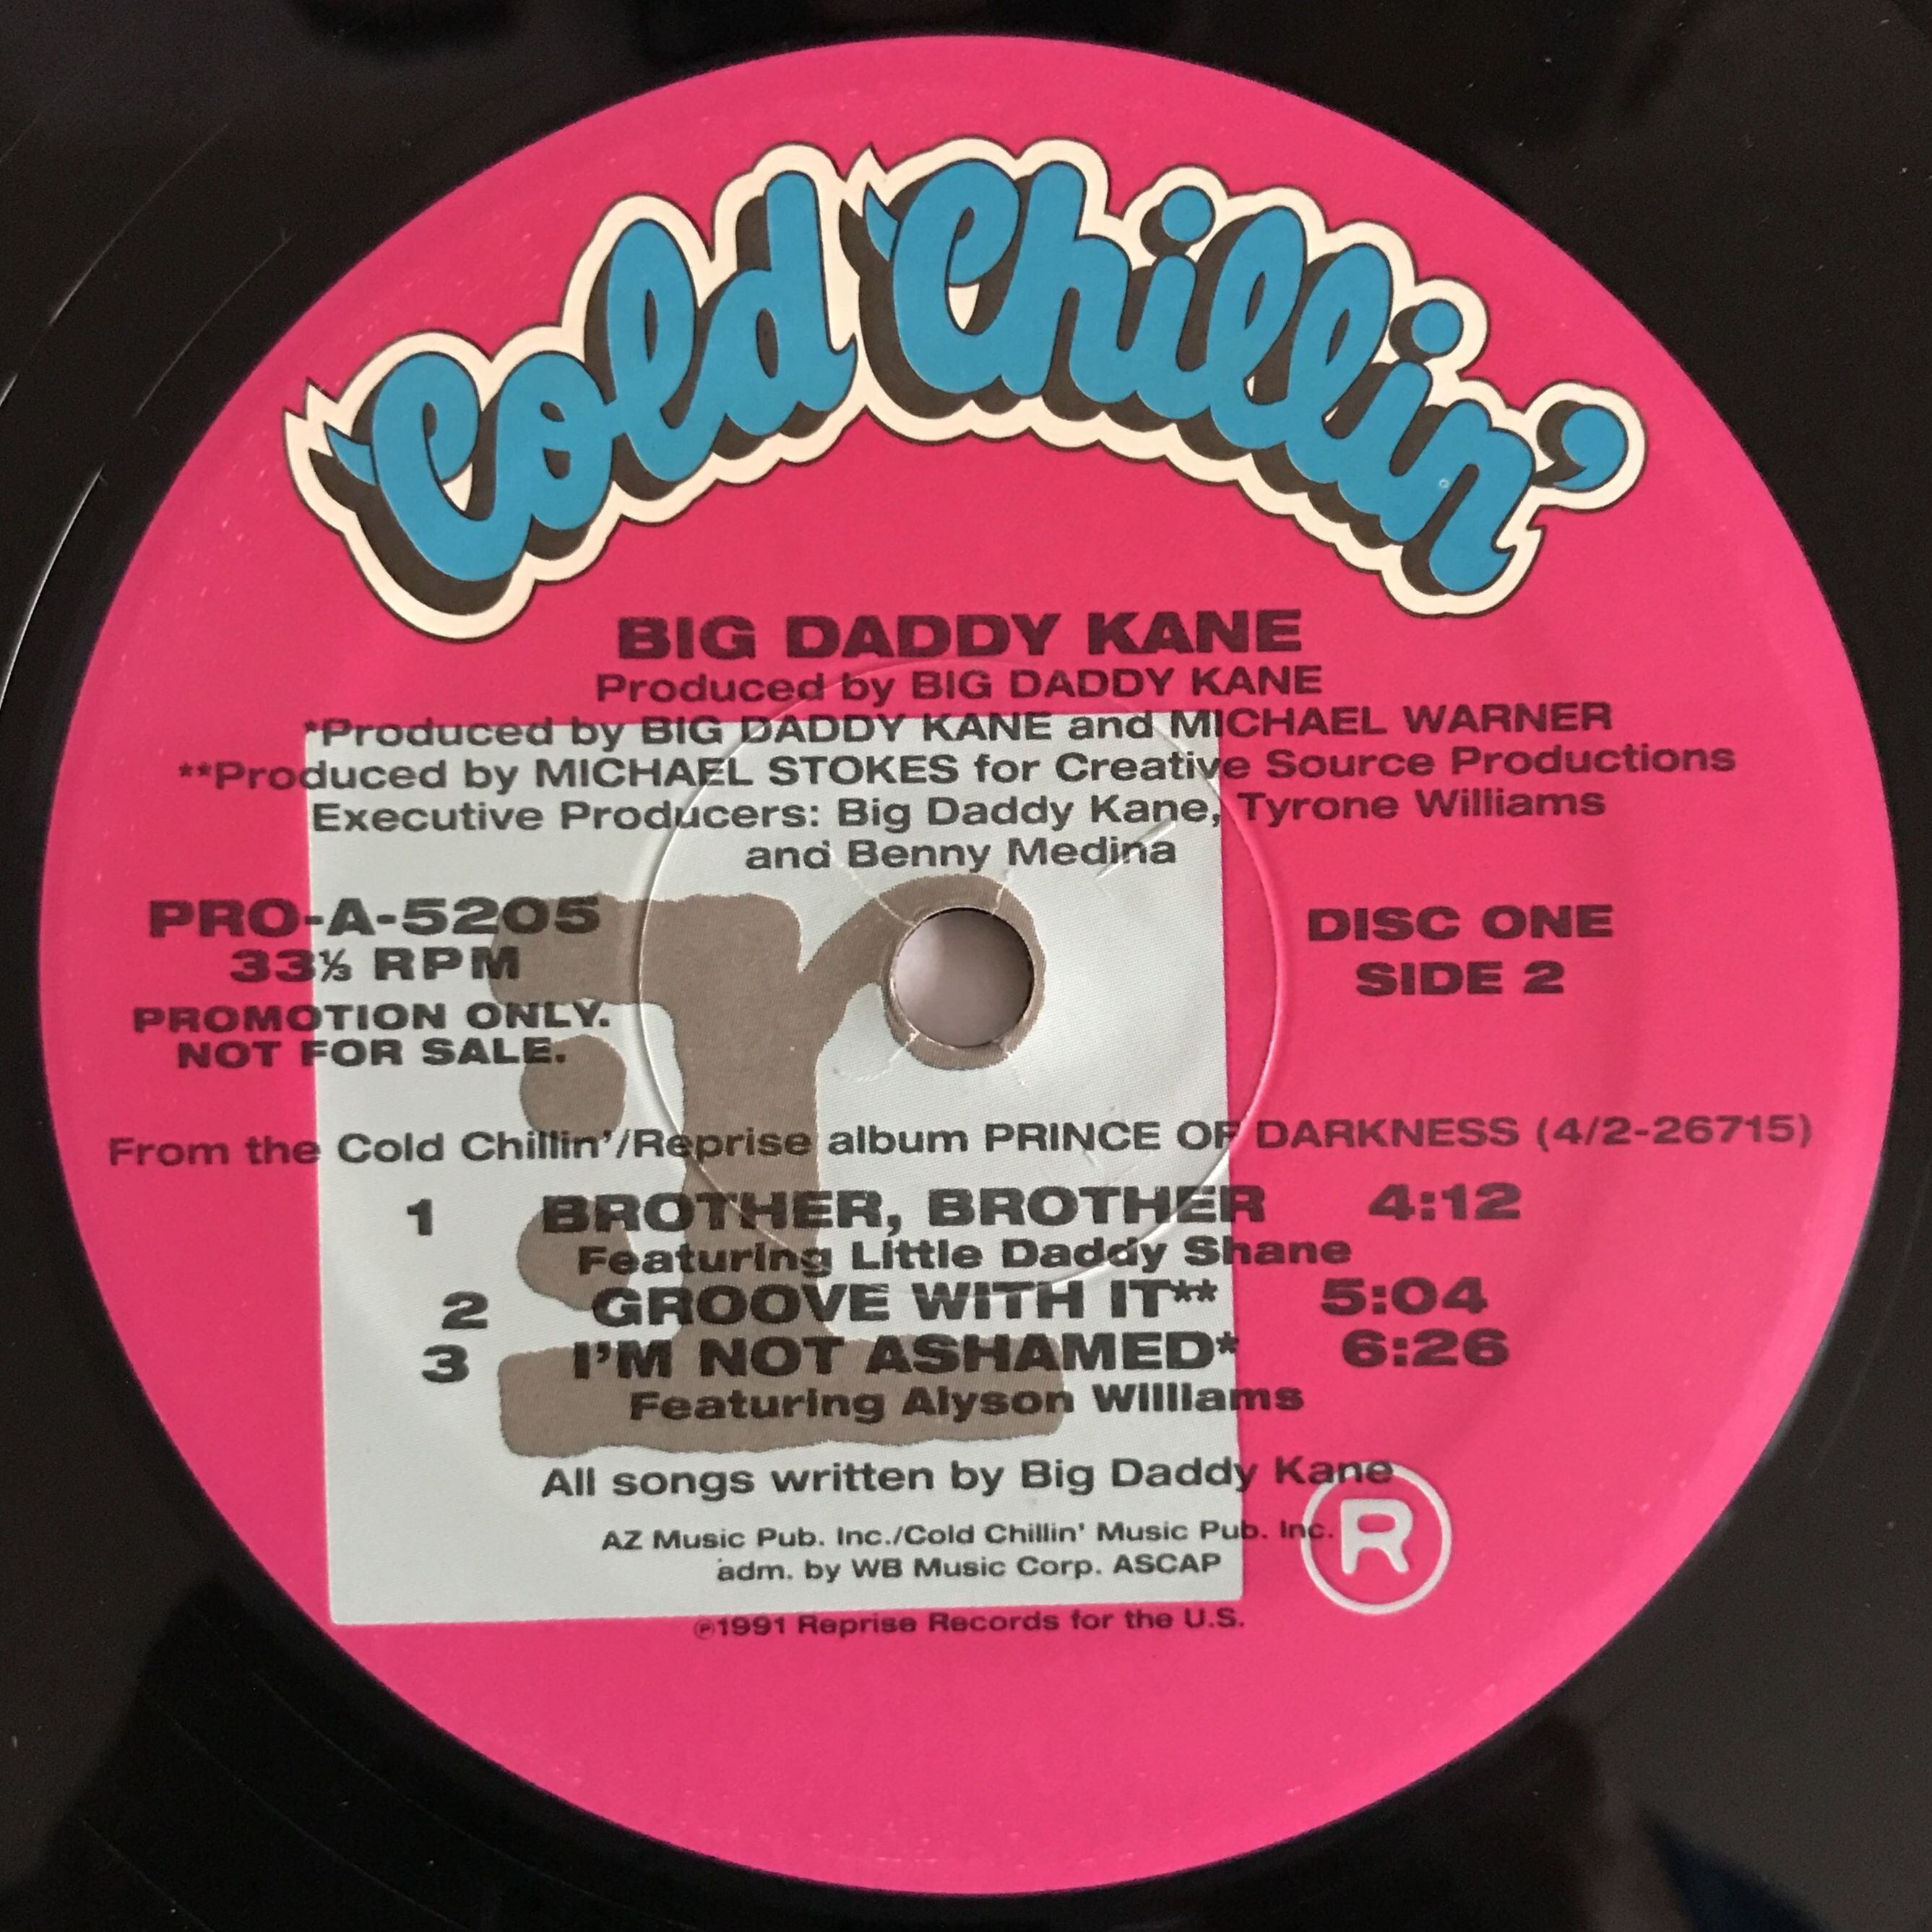 Cold Chillin'
BIG DADDY KANE
Produced by BIG DADDY KANE
*Produced by BIG DADDY KANE and MICHAEL WARNER
**Produced by MICHAEL STOKES for Creative Source Productions
Executive Producers: Big Daddy Kane, Tyrone Williams
and Benny Medina
PRO-A-5205
33⅓ RPM
PROMOTION ONLY.
NOT FOR SALE.
DISC ONE
SIDE 2
r:
From the Cold Chillin'/Reprise album PRINCE OF DARKNESS (4/2-26715)
1 BROTHER, BROTHER 4:12
Featuring Little Daddy Shane
2 GROOVE WITH IT** 5:04
3 I'M NOT ASHAMED* 6:26
Featuring Alyson Williams
All songs written by Big Daddy Kane
AZ Music Pub. Inc./Cold Chillin' Music Pub. Inc.
adm. by WB Music Corp. ASCAP
®
℗1991 Reprise Records for the U.S.